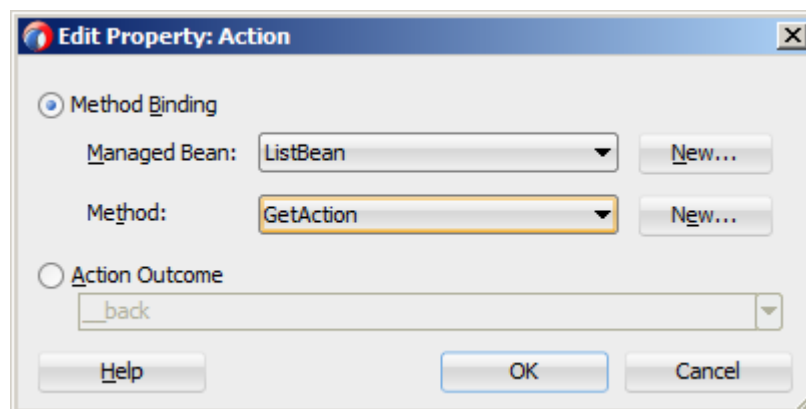 Edit Property: Action
Method Binding
Managed Bean: ListBean New...
Method: GetAction New...
Action Outcome
__back
Help OK Cancel